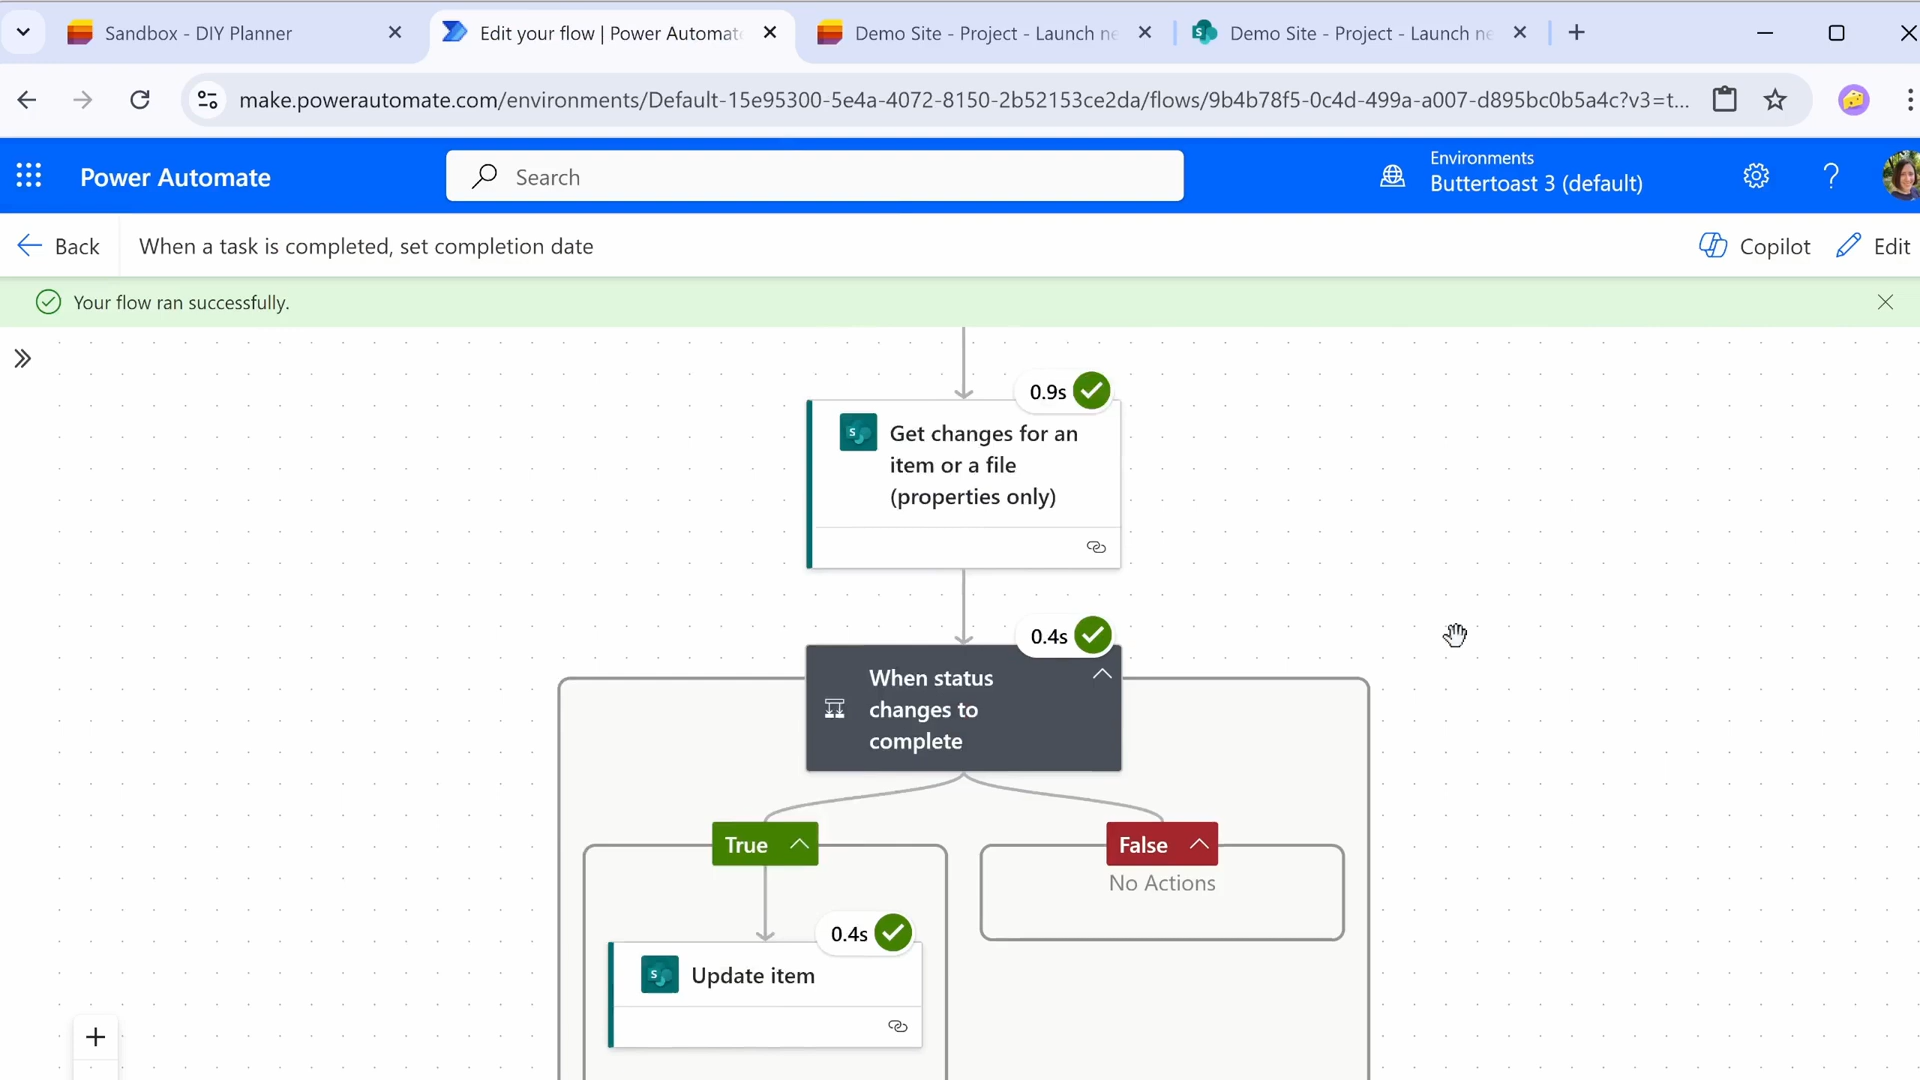 Sandbox - DIY Planner
Edit your flow | Power Automate
Demo Site - Project - Launch ne
Demo Site - Project - Launch ne
make.powerautomate.com/environments/Default-15e95300-5e4a-4072-8150-2b52153ce2da/flows/9b4b78f5-0c4d-499a-a007-d895bc0b5a4c?v3=t...
Power Automate
Search
Environments
Buttertoast 3 (default)
Back
When a task is completed, set completion date
Copilot
Edit
Your flow ran successfully.
0.9s
S
Get changes for an
item or a file
(properties only)
0.4s
When status
changes to
complete
True
False
No Actions
0.4s
S
Update item